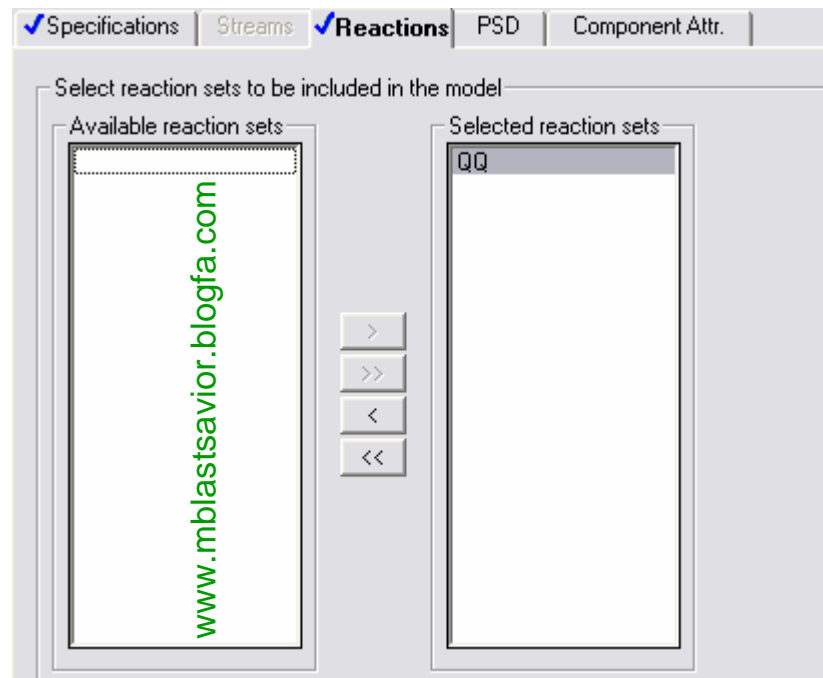 Specifications Streams Reactions PSD Component Attr.
Select reaction sets to be included in the model
Available reaction sets
Selected reaction sets
QQ
www.mblastsavior.blogfa.com
>
>>
<
<<